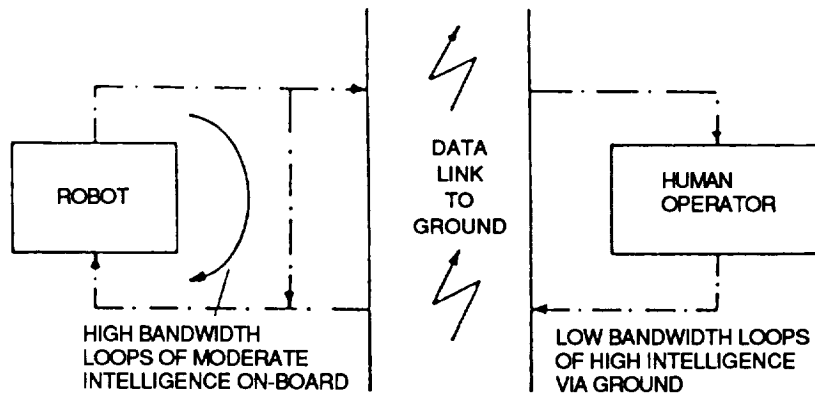 ROBOT
HIGH BANDWIDTH
LOOPS OF MODERATE
INTELLIGENCE ON-BOARD
DATA
LINK
TO
GROUND
HUMAN
OPERATOR
LOW BANDWIDTH LOOPS
OF HIGH INTELLIGENCE
VIA GROUND